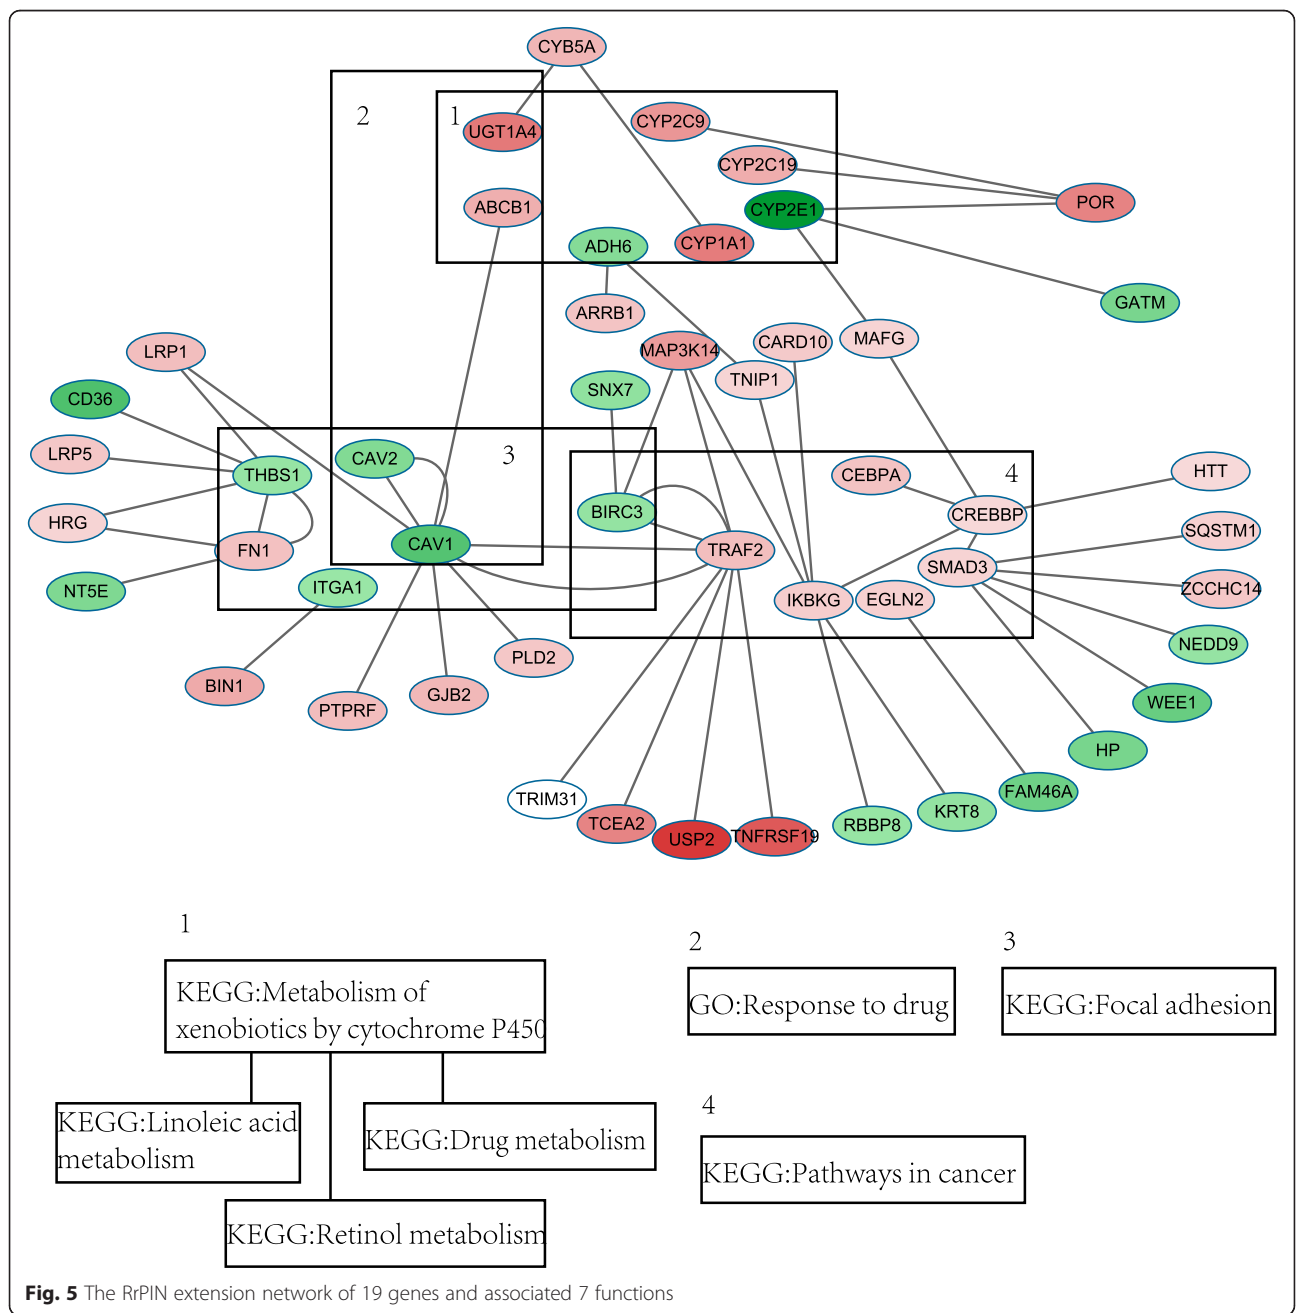 CYB5A
2
1
UGT1A4
CYP2C9
CYP2C19
ABCB1
CYP2E1
POR
ADH6
CYP1A1
GATM
ARRB1
LRP1
MAP3K14
CARD10
MAFG
TNIP1
CD36
SNX7
LRP5
CAV2
3
THBS1
CEBPA
4
HTT
HRG
BIRC3
CREBBP
SQSTM1
FN1
CAV1
TRAF2
SMAD3
NT5E
ITGA1
IKBKG
EGLN2
ZCCHC14
NEDD9
BIN1
PLD2
PTPRF
GJB2
WEE1
HP
TRIM31
FAM46A
TCEA2
USP2
TNFRSF19
RBBP8
KRT8
1
KEGG:Metabolism of
xenobiotics by cytochrome P450
KEGG:Linoleic acid
metabolism
KEGG:Drug metabolism
KEGG:Retinol metabolism
2
GO:Response to drug
3
KEGG:Focal adhesion
4
KEGG:Pathways in cancer
Fig. 5 The RrPIN extension network of 19 genes and associated 7 functions